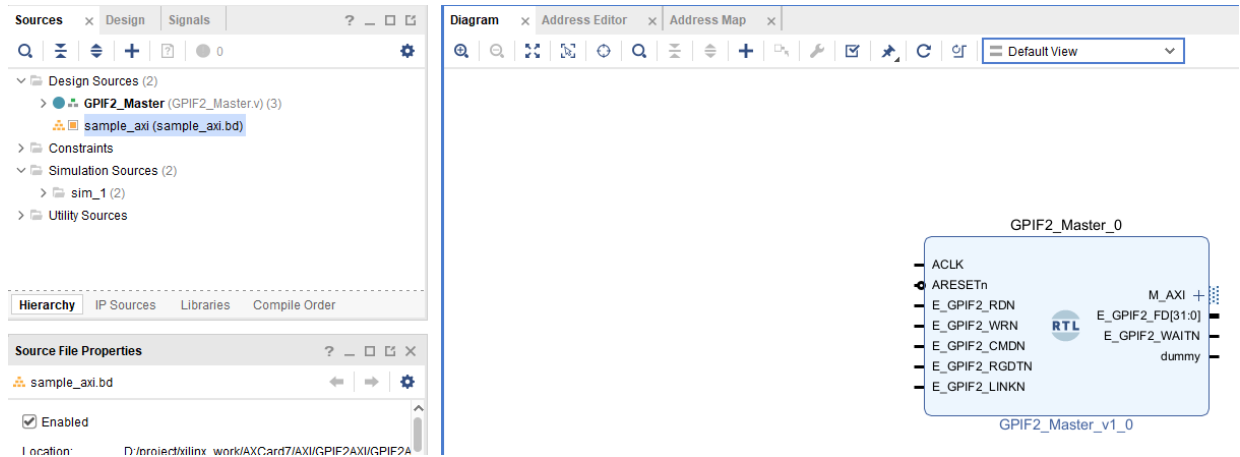 Sources × Design Signals ? _
0
Design Sources (2)
GPIF2_Master (GPIF2_Master.v) (3)
sample_axi (sample_axi.bd)
Constraints
Simulation Sources (2)
sim_1 (2)
Utility Sources
Hierarchy IP Sources Libraries Compile Order
Source File Properties ? _ ×
sample_axi.bd
Enabled
Location: D:/project/xilinx_work/AXCard7/AXI/GPIF2AXI/GPIF2A
Diagram × Address Editor × Address Map ×
Default View
GPIF2_Master_0
ACLK
ARESETn
E_GPIF2_RDN
E_GPIF2_WRN
E_GPIF2_CMDN
E_GPIF2_RGDTN
E_GPIF2_LINKN
RTL
M_AXI
E_GPIF2_FD[31:0]
E_GPIF2_WAITN
dummy
GPIF2_Master_v1_0